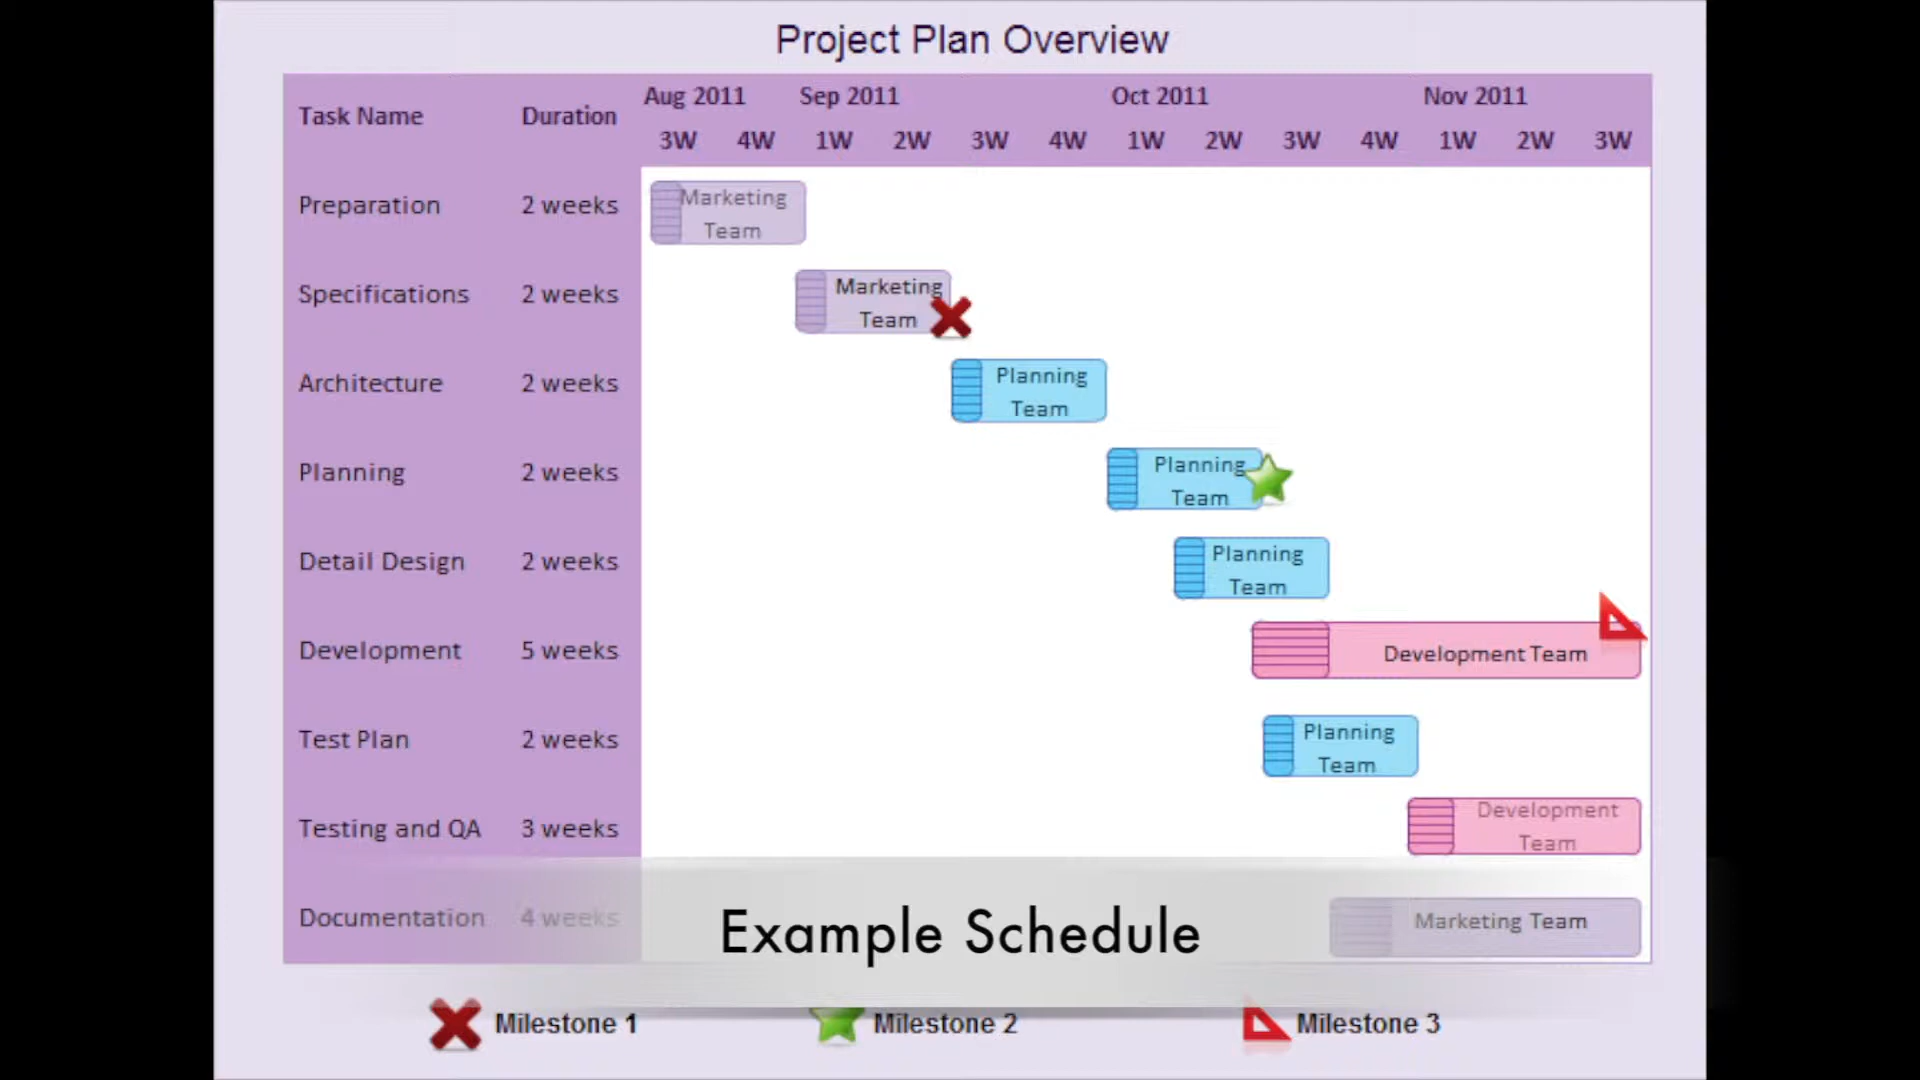 Project Plan Overview
Task Name Duration Aug 2011 Sep 2011 Oct 2011 Nov 2011
3W 4W 1W 2W 3W 4W 1W 2W 3W 4W 1W 2W 3W
Preparation 2 weeks
Marketing
Team
Specifications 2 weeks
Marketing
Team
Architecture 2 weeks
Planning
Team
Planning 2 weeks
Planning
Team
Detail Design 2 weeks
Planning
Team
Development 5 weeks
Development Team
Test Plan 2 weeks
Planning
Team
Testing and QA 3 weeks
Development
Team
Documentation 4 weeks
Marketing Team
Example Schedule
Milestone 1 Milestone 2 Milestone 3